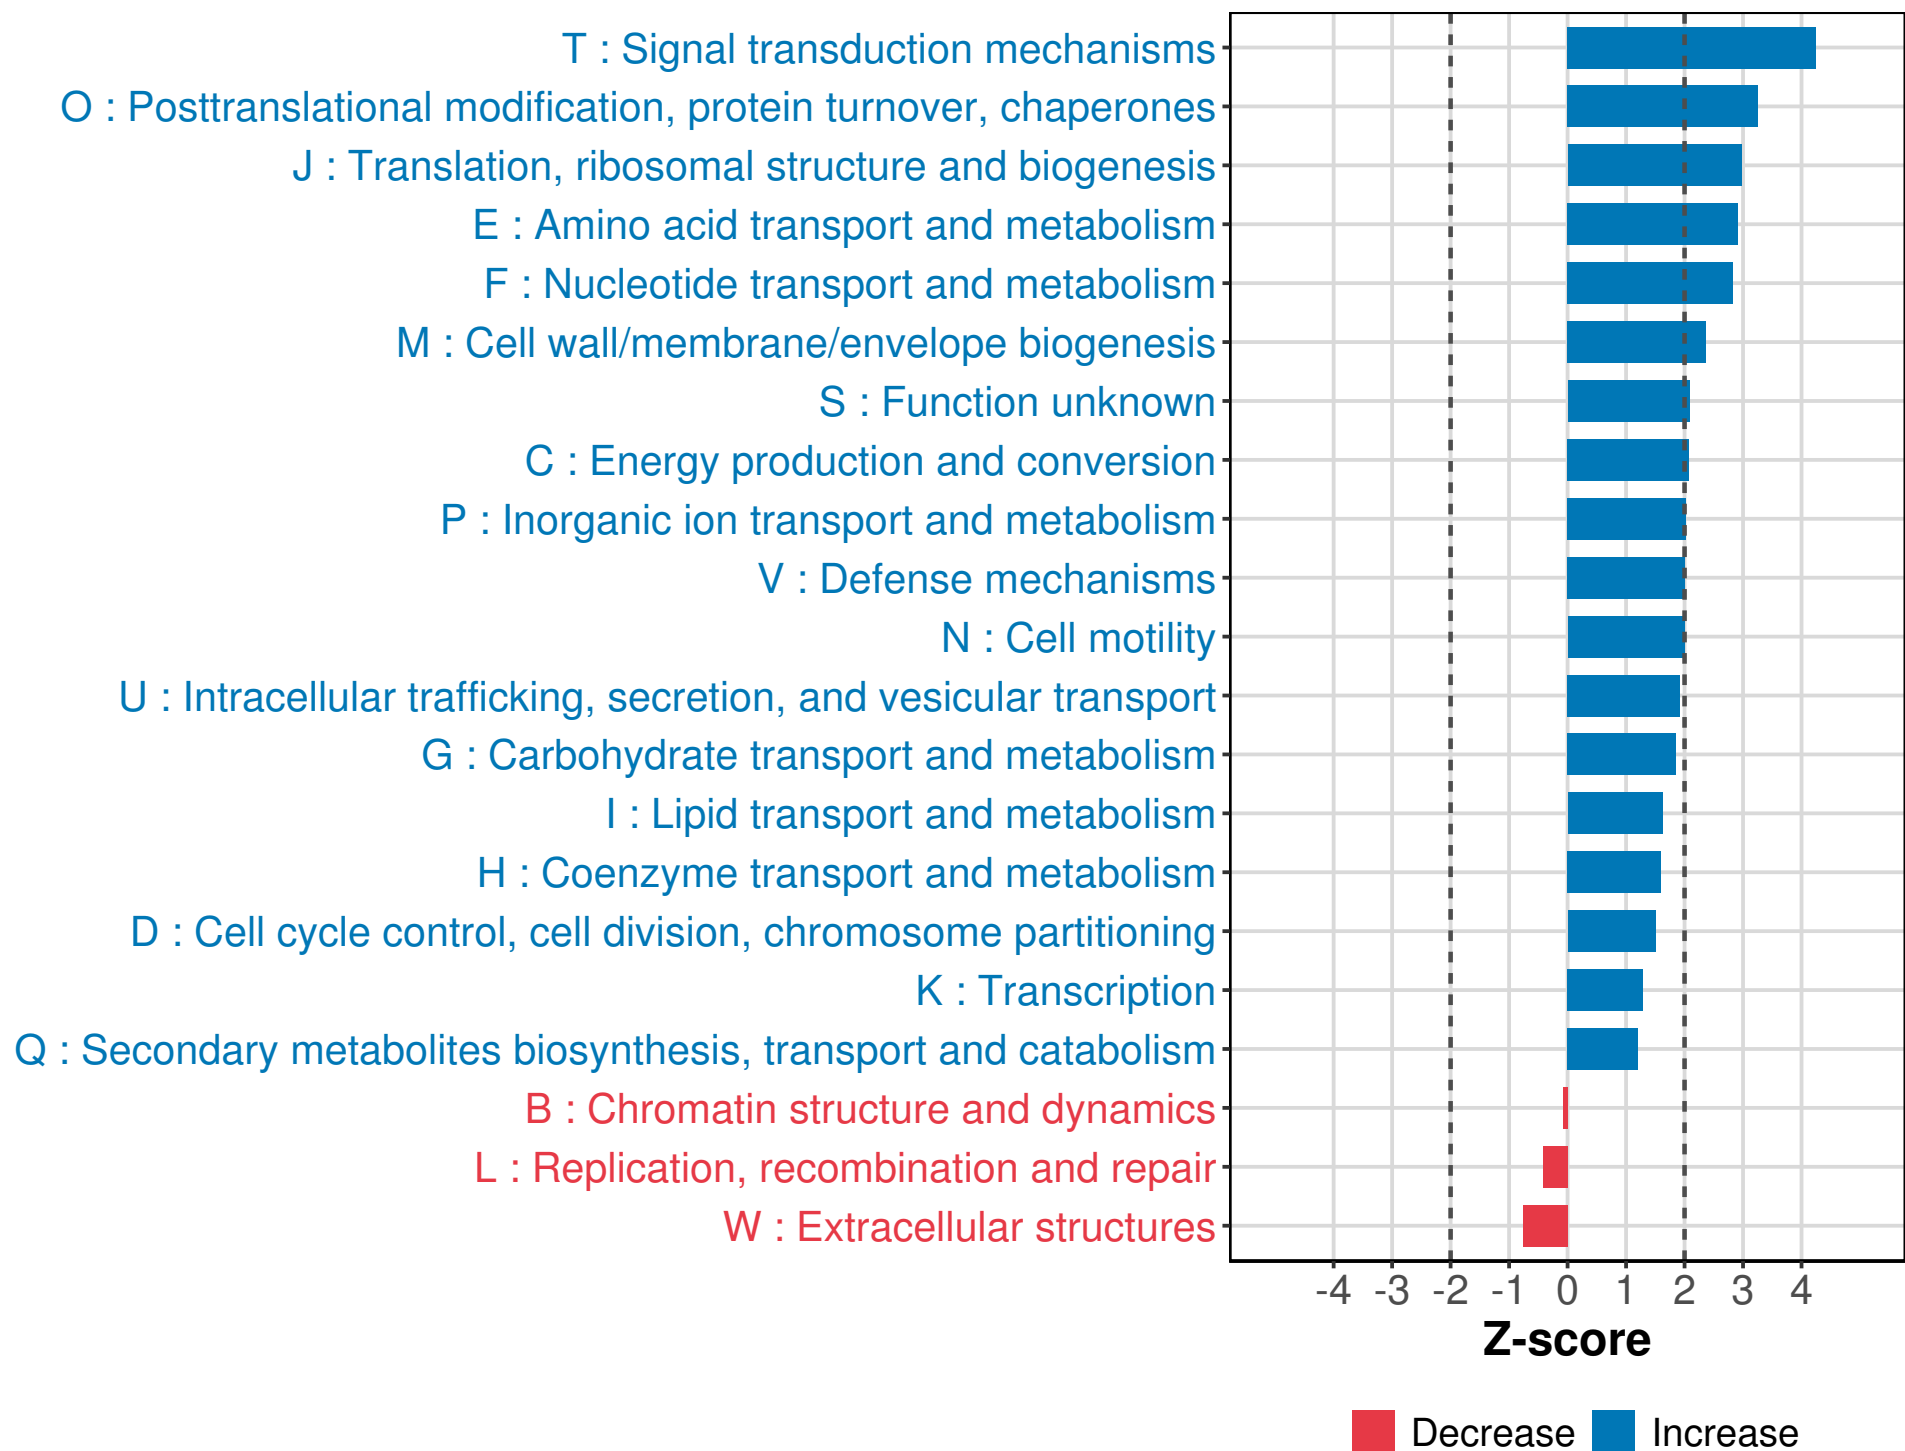 T : Signal transduction mechanisms
O : Posttranslational modification, protein turnover, chaperones
J : Translation, ribosomal structure and biogenesis
E : Amino acid transport and metabolism
F : Nucleotide transport and metabolism
M : Cell wall/membrane/envelope biogenesis
S : Function unknown
C : Energy production and conversion
P : Inorganic ion transport and metabolism
V : Defense mechanisms
N : Cell motility
U : Intracellular trafficking, secretion, and vesicular transport
G : Carbohydrate transport and metabolism
I : Lipid transport and metabolism
H : Coenzyme transport and metabolism
D : Cell cycle control, cell division, chromosome partitioning
K : Transcription
Q : Secondary metabolites biosynthesis, transport and catabolism
B : Chromatin structure and dynamics
L : Replication, recombination and repair
W : Extracellular structures
-4 -3 -2 -1 0 1 2 3 4
Z-score
Decrease Increase